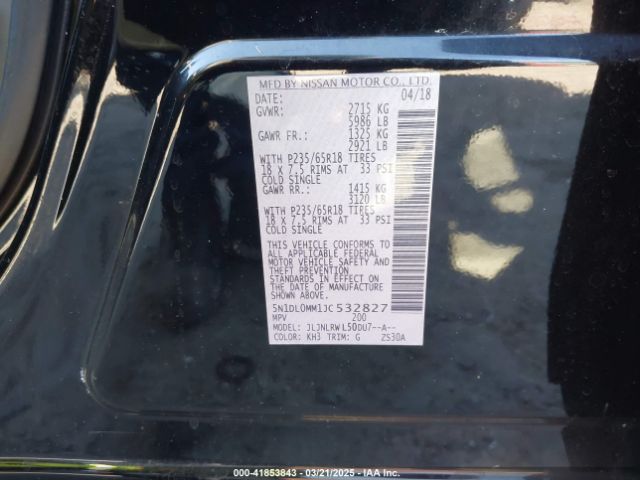 MFD BY NISSAN MOTOR CO., LTD.
DATE: 04/18
GVWR: 2715 KG
5986 LB
GAWR FR.: 1325 KG
2921 LB
WITH P235/65R18 TIRES
18 X 7.5 RIMS AT 33 PSI
COLD SINGLE
GAWR RR.: 1415 KG
3120 LB
WITH P235/65R18 TIRES
18 X 7.5 RIMS AT 33 PSI
COLD SINGLE
THIS VEHICLE CONFORMS TO
ALL APPLICABLE FEDERAL
MOTOR VEHICLE SAFETY AND
THEFT PREVENTION
STANDARDS IN EFFECT ON
THE DATE OF MANUFACTURE
5N1DL0MM1JC532827
MPV 200
MODEL: JLJNLRWL50DU7--A--
COLOR: KH3 TRIM: G ZS30A
000-41853843 - 03/21/2025 - IAA Inc.